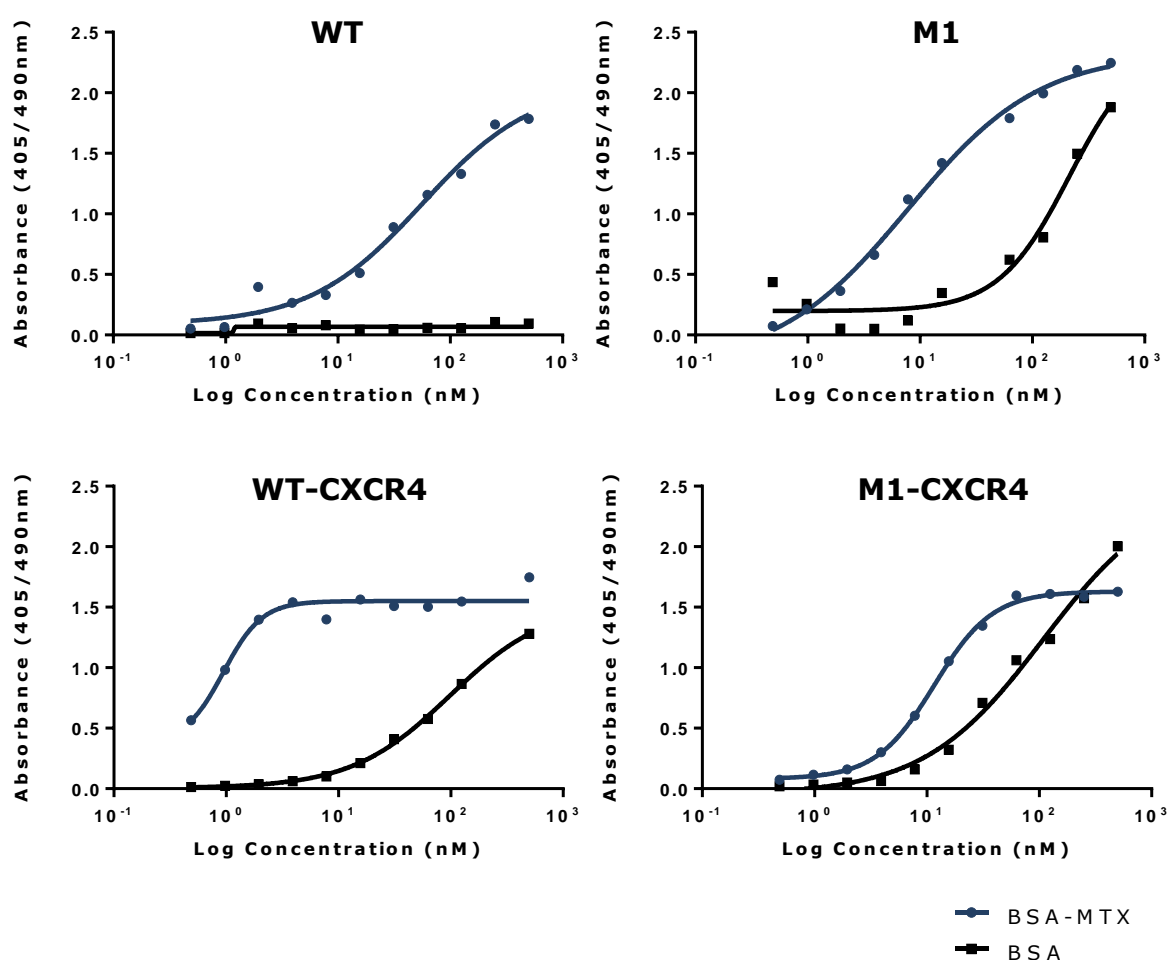 WT
Absorbance (405/490nm)
2.5
2.0
1.5
1.0
0.5
0.0
10-1 100 101 102 103
Log Concentration (nM)
M1
Absorbance (405/490nm)
2.5
2.0
1.5
1.0
0.5
0.0
10-1 100 101 102 103
Log Concentration (nM)
WT-CXCR4
Absorbance (405/490nm)
2.5
2.0
1.5
1.0
0.5
0.0
10-1 100 101 102 103
Log Concentration (nM)
M1-CXCR4
Absorbance (405/490nm)
2.5
2.0
1.5
1.0
0.5
0.0
10-1 100 101 102 103
Log Concentration (nM)
BSA-MTX
BSA